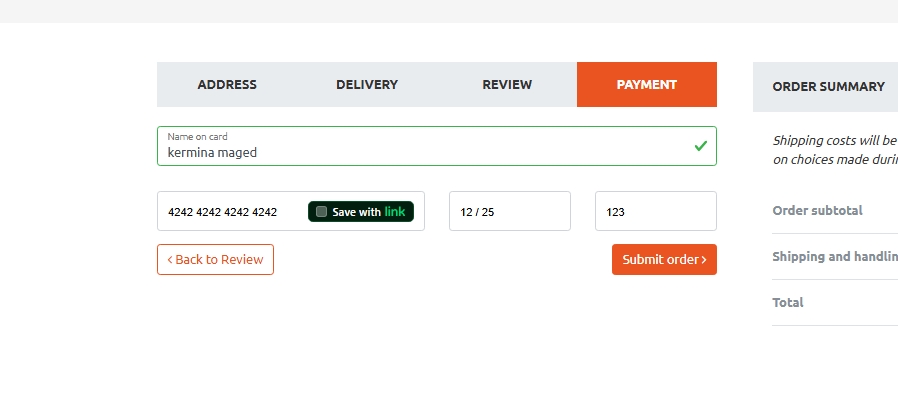 ADDRESS DELIVERY REVIEW PAYMENT
Name on card
kermina maged
4242 4242 4242 4242 Save with link 12 / 25 123
‹ Back to Review Submit order ›
ORDER SUMMARY
Shipping costs will be
on choices made
Order subtotal
Shipping and
Total